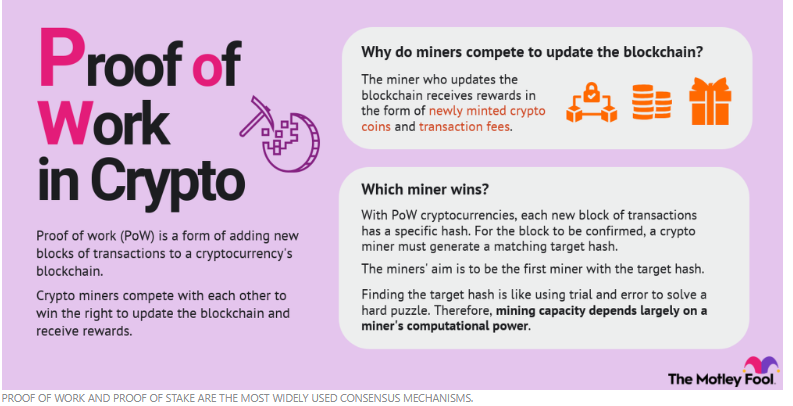 Proof of
Work
in Crypto
Proof of work (PoW) is a form of adding new
blocks of transactions to a cryptocurrency's
blockchain.
Crypto miners compete with each other to
win the right to update the blockchain and
receive rewards.
Why do miners compete to update the blockchain?
The miner who updates the
blockchain receives rewards in
the form of newly minted crypto
coins and transaction fees.
Which miner wins?
With PoW cryptocurrencies, each new block of transactions
has a specific hash. For the block to be confirmed, a crypto
miner must generate a matching target hash.
The miners' aim is to be the first miner with the target hash.
Finding the target hash is like using trial and error to solve a
hard puzzle. Therefore, mining capacity depends largely on a
miner's computational power.
The Motley Fool.
PROOF OF WORK AND PROOF OF STAKE ARE THE MOST WIDELY USED CONSENSUS MECHANISMS.